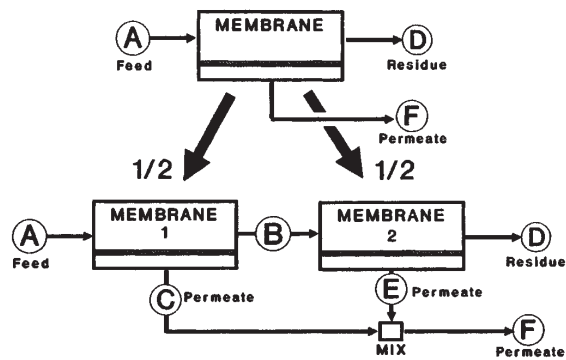 MEMBRANE
A
Feed
D
Residue
F
Permeate
1/2
1/2
MEMBRANE
1
MEMBRANE
2
A
Feed
B
D
Residue
C Permeate
E Permeate
MIX
F
Permeate